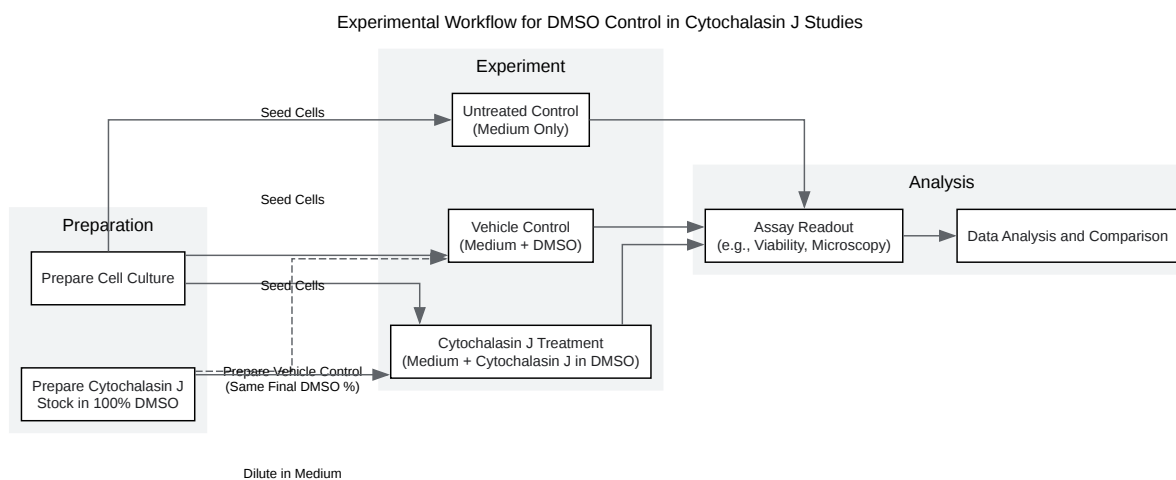 Experimental Workflow for DMSO Control in Cytochalasin J Studies
Preparation
Prepare Cell Culture
Prepare Cytochalasin J
Stock in 100% DMSO
Seed Cells
Seed Cells
Seed Cells
Prepare Vehicle Control
(Same Final DMSO %)
Dilute in Medium
Experiment
Untreated Control
(Medium Only)
Vehicle Control
(Medium + DMSO)
Cytochalasin J Treatment
(Medium + Cytochalasin J in DMSO)
Analysis
Assay Readout
(e.g., Viability, Microscopy)
Data Analysis and Comparison